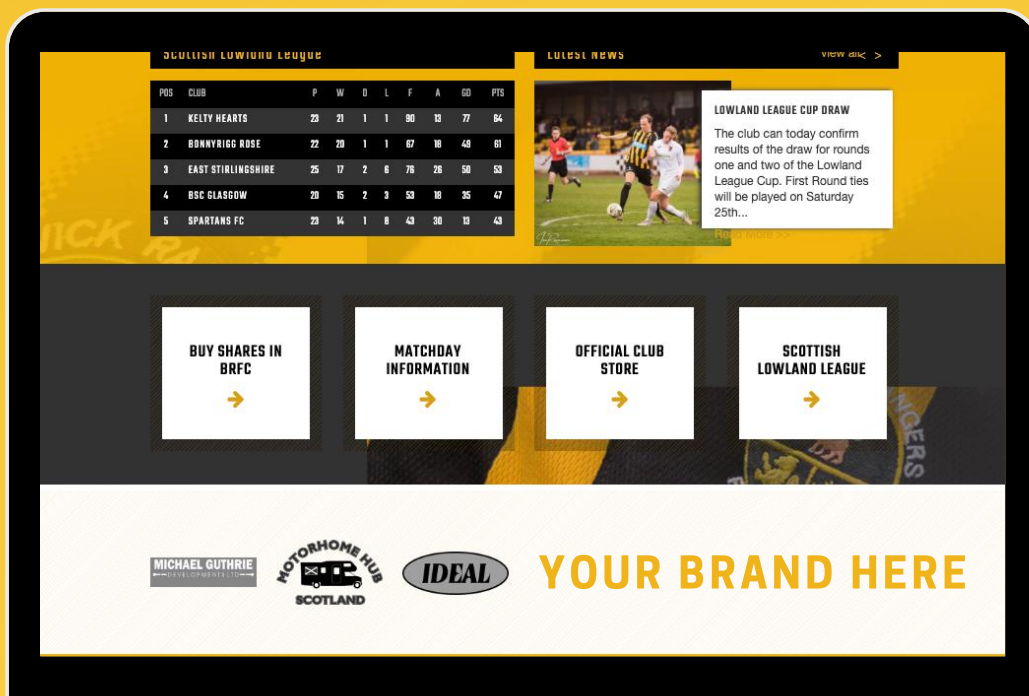 Scottish Lowland League
POS CLUB P W D L F A GD PTS
1 KELTY HEARTS 23 21 1 1 90 13 77 64
2 BONNYRIGG ROSE 22 20 1 1 67 18 49 61
3 EAST STIRLINGSHIRE 25 17 2 6 76 26 50 53
4 BSC GLASGOW 20 15 2 3 53 18 35 47
5 SPARTANS FC 23 14 1 8 43 30 13 43
Latest News View all < >
LOWLAND LEAGUE CUP DRAW
The club can today confirm
results of the draw for rounds
one and two of the Lowland
League Cup. First Round ties
will be played on Saturday
25th...
Read More >>
BUY SHARES IN
BRFC
MATCHDAY
INFORMATION
OFFICIAL CLUB
STORE
SCOTTISH
LOWLAND LEAGUE
MICHAEL GUTHRIE
DEVELOPMENTS LTD
MOTORHOME HUB
SCOTLAND
IDEAL
YOUR BRAND HERE